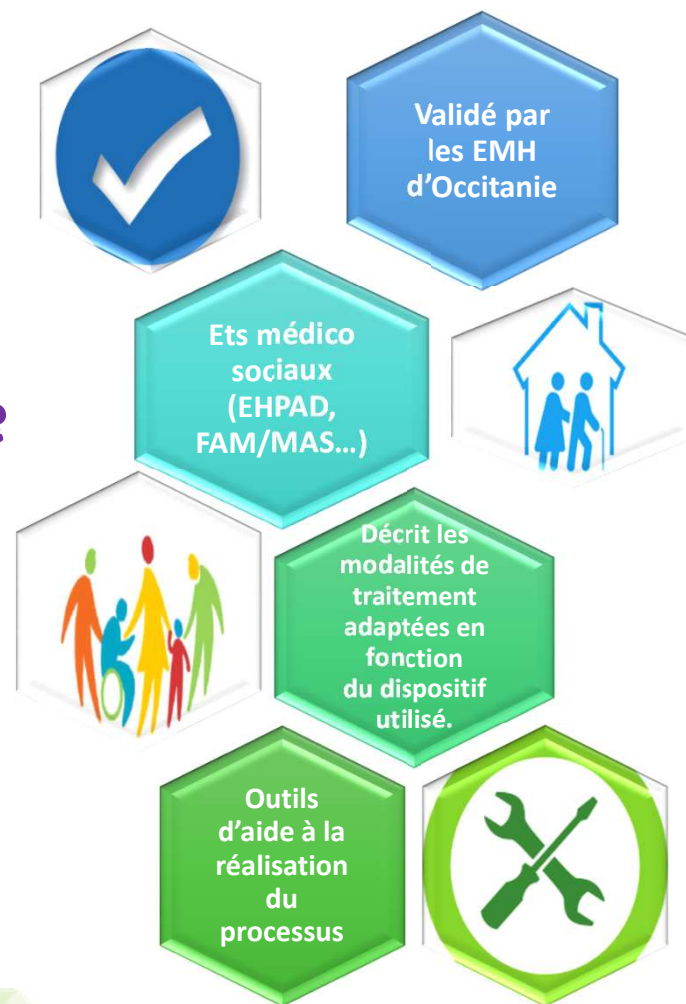 Validé par
les EMH
d'Occitanie
Ets médico
sociaux
(EHPAD,
FAM/MAS...)
?
Décrit les
modalités de
traitement
adaptées en
fonction
du dispositif
utilisé.
Outils
d'aide à la
réalisation
du
processus